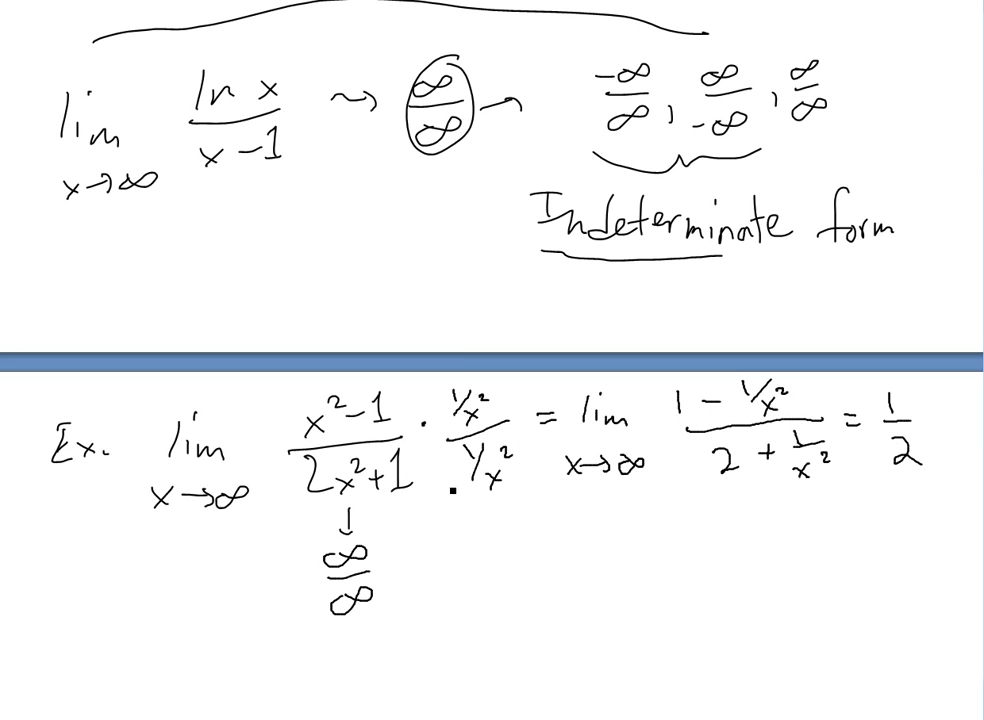 lim x→∞ ln x / x-1 ⤳ ∞/∞ → -∞/∞, ∞/-∞, ∞/∞
Indeterminate form
Ex. lim x→∞ x²-1 / 2x²+1 · 1/x² / 1/x² = lim x→∞ 1 - 1/x² / 2 + 1/x² = 1/2
↓
∞/∞